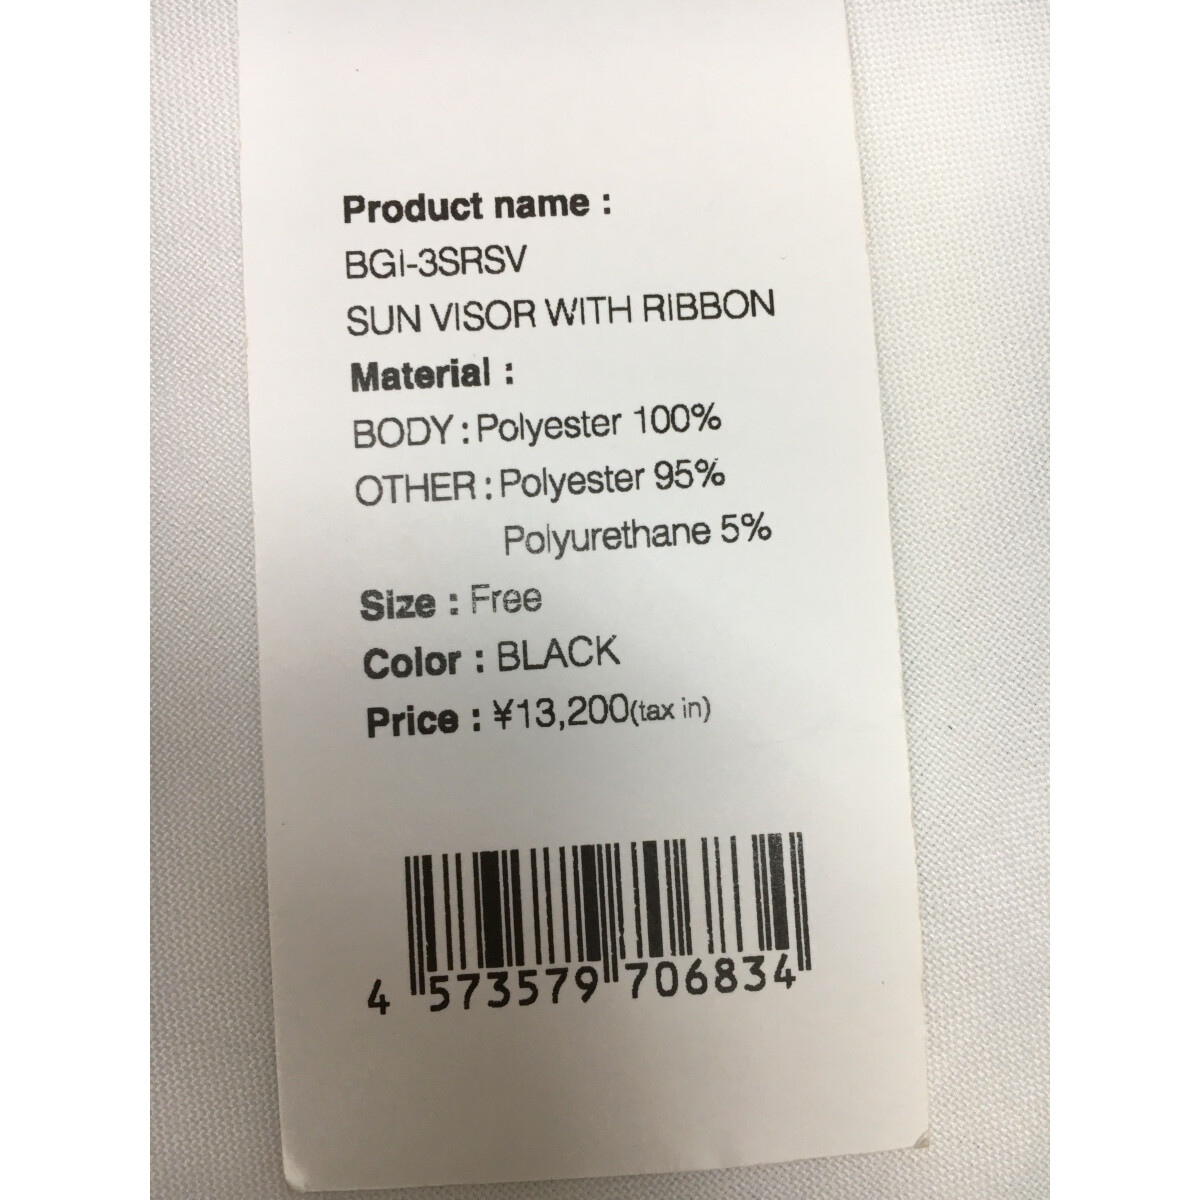 Product name :
BGI-3SRSV
SUN VISOR WITH RIBBON
Material :
BODY : Polyester 100%
OTHER : Polyester 95%
Polyurethane 5%
Size : Free
Color : BLACK
Price : ¥13,200(tax in)
4 573579 706834